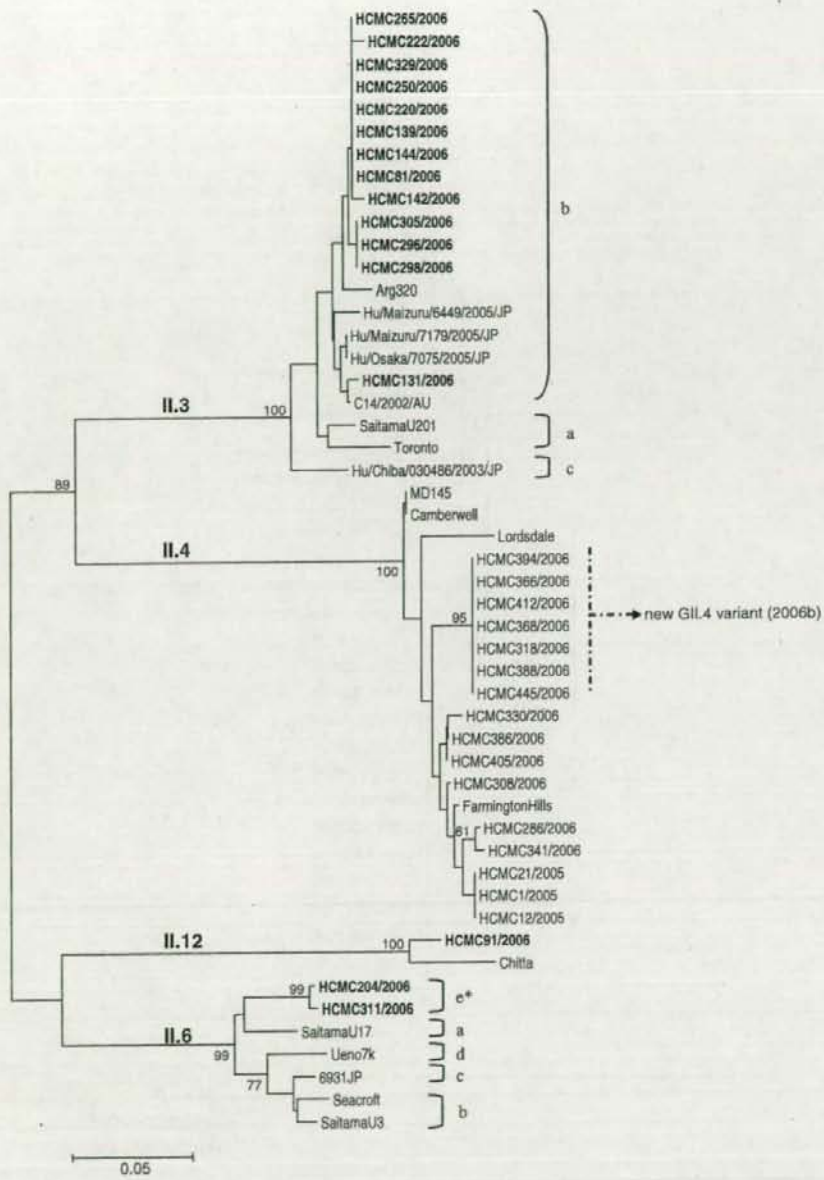 HCMC265/2006
HCMC222/2006
HCMC329/2006
HCMC250/2006
HCMC220/2006
HCMC139/2006
HCMC144/2006
HCMC81/2006
HCMC142/2006
b
HCMC305/2006
HCMC296/2006
HCMC298/2006
Arg320
Hu/Maizuru/6449/2005/JP
Hu/Maizuru/7179/2005/JP
Hu/Osaka/7075/2005/JP
HCMC131/2006
II.3
C14/2002/AU
100
SaitamaU201
a
Toronto
Hu/Chiba/030486/2003/JP
c
89
MD145
Camberwell
II.4
Lordsdale
100
HCMC394/2006
HCMC366/2006
HCMC412/2006
new GII.4 variant (2006b)
95
HCMC368/2006
HCMC318/2006
HCMC388/2006
HCMC445/2006
HCMC330/2006
HCMC386/2006
HCMC405/2006
HCMC308/2006
FarmingtonHills
61
HCMC286/2006
HCMC341/2006
HCMC21/2005
HCMC1/2005
HCMC12/2005
II.12
100
HCMC91/2006
Chitta
99
HCMC204/2006
e*
HCMC311/2006
II.6
SaitamaU17
a
99
Ueno7k
d
77
6931JP
c
Seacroft
b
SaitamaU3
0.05